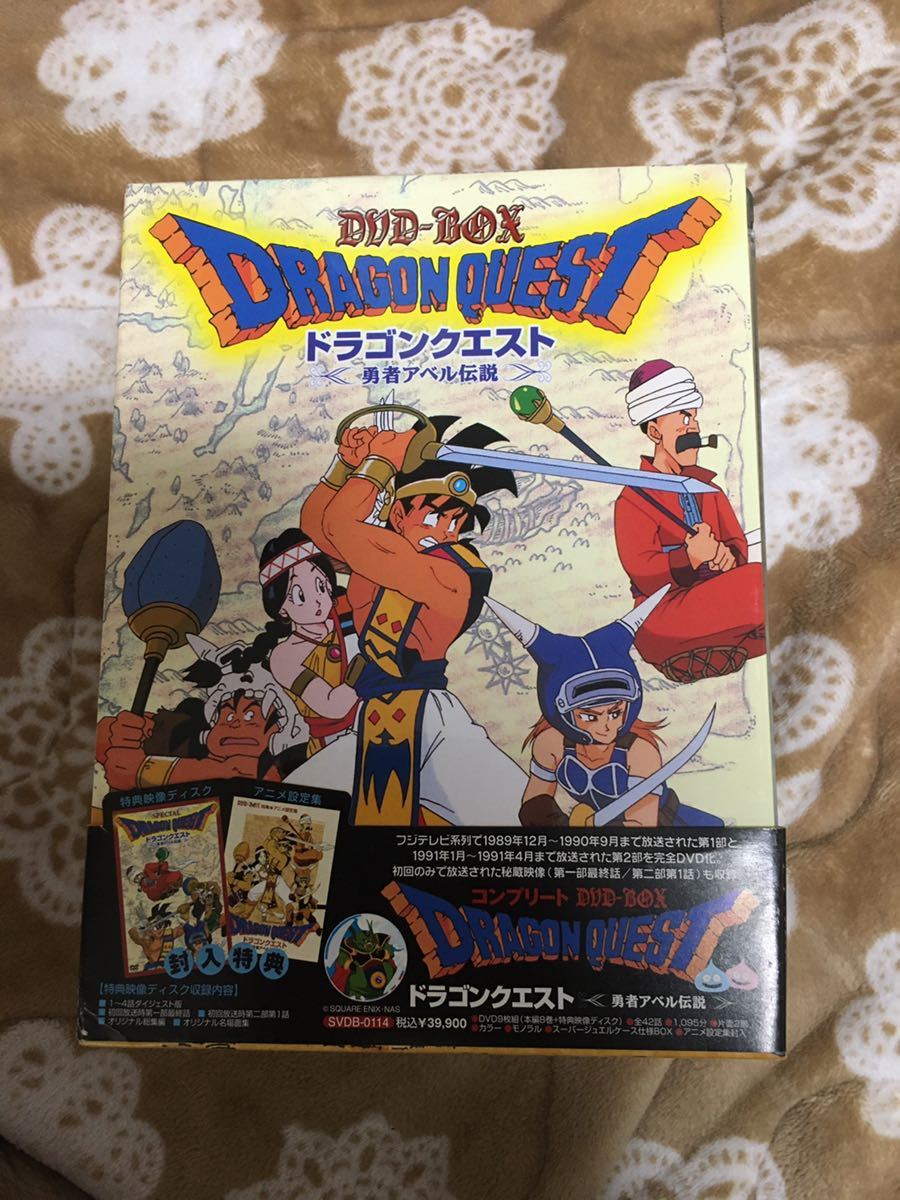 DVD-BOX
DRAGON QUEST
ドラゴンクエスト
勇者アベル伝説
特典映像ディスク
アニメ設定集
SPECIAL
DRAGON QUEST
ドラゴンクエスト
ドラゴンクエスト
封入特典
【特典映像ディスク収録内容】
■1〜4話ダイジェスト版
■初回放送時第一部最終話 ■初回放送時第二部第1話
■オリジナル総集編 ■オリジナル名場面集
フジテレビ系列で1989年12月〜1990年9月まで放送された第1部と
1991年1月〜1991年4月まで放送された第2部を完全DVD化。
初回のみで放送された秘蔵映像(第一部最終話/第二部第1話)も収録
コンプリート DVD-BOX
DRAGON QUEST
ドラゴンクエスト
勇者アベル伝説
©SQUARE ENIX・NAS
SVDB-0114 税込¥39,900
●DVD9枚組(本編8巻+特典映像ディスク) ●全42話 ●1,095分 ●片面2層
●カラー ●モノラル ●スーパージュエルケース仕様BOX ●アニメ設定集封入